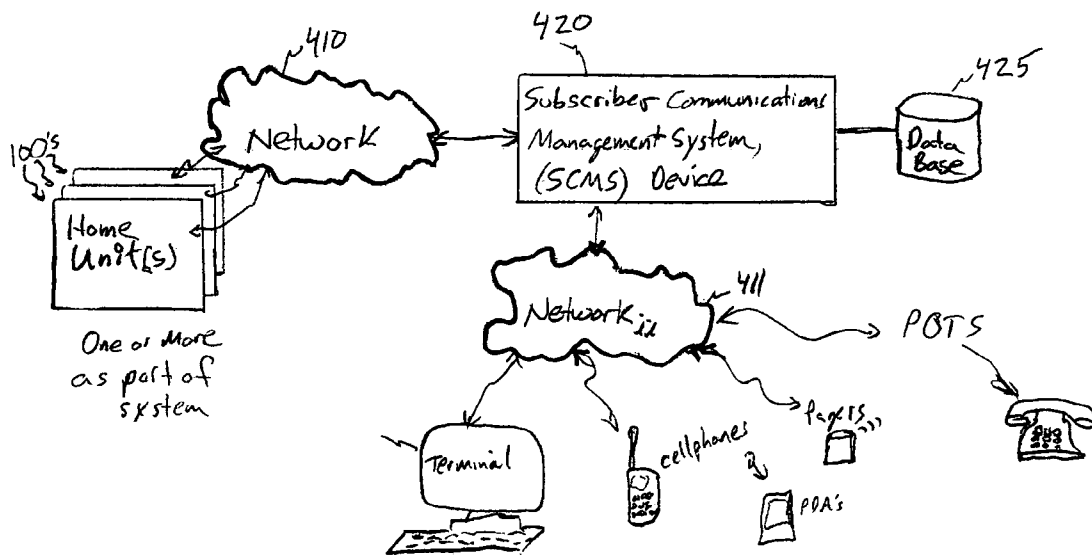 410
420
425
100's
Network
Subscriber Communications
Management System,
(SCMS) Device
Data
Base
Home
Unit(s)
One or More
as part of
system
Network ii
411
POTS
Terminal
cellphones
Pagers
PDA's